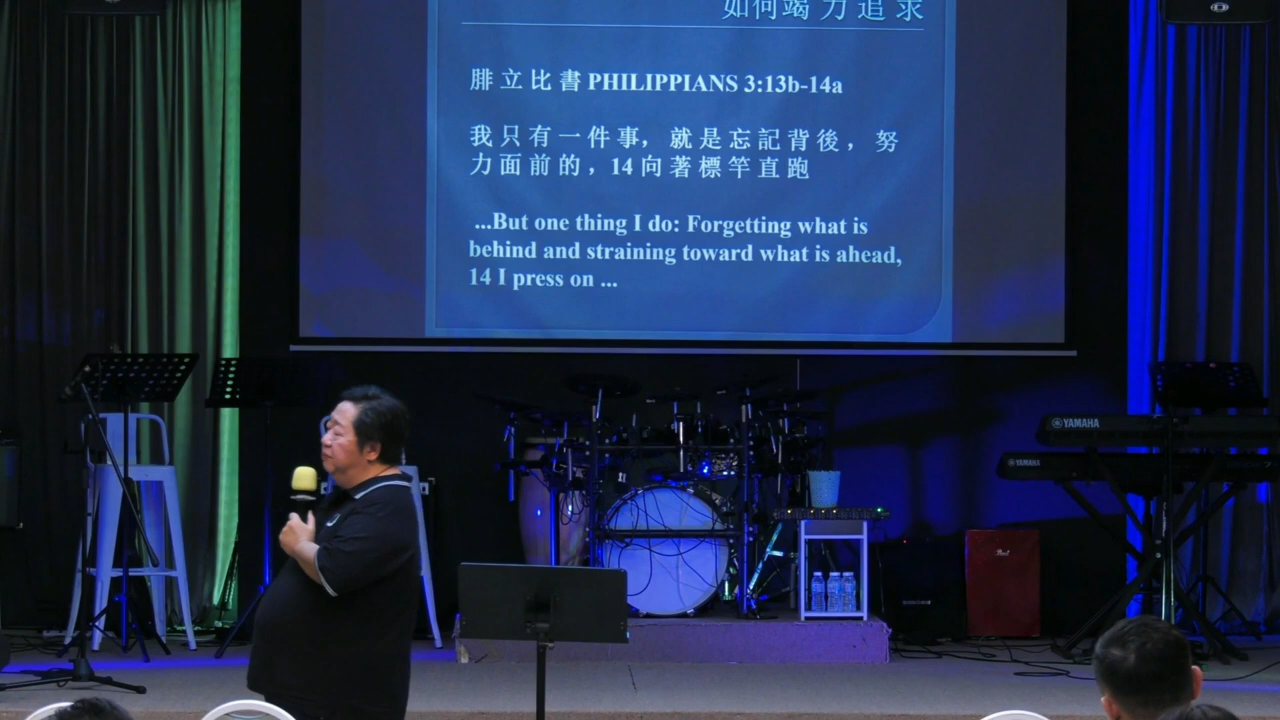 如何竭力追求
腓立比書 PHILIPPIANS 3:13b-14a
我只有一件事，就是忘記背後，努
力面前的，14 向著標竿直跑
...But one thing I do: Forgetting what is
behind and straining toward what is ahead,
14 I press on ...
YAMAHA
YAMAHA
Pearl